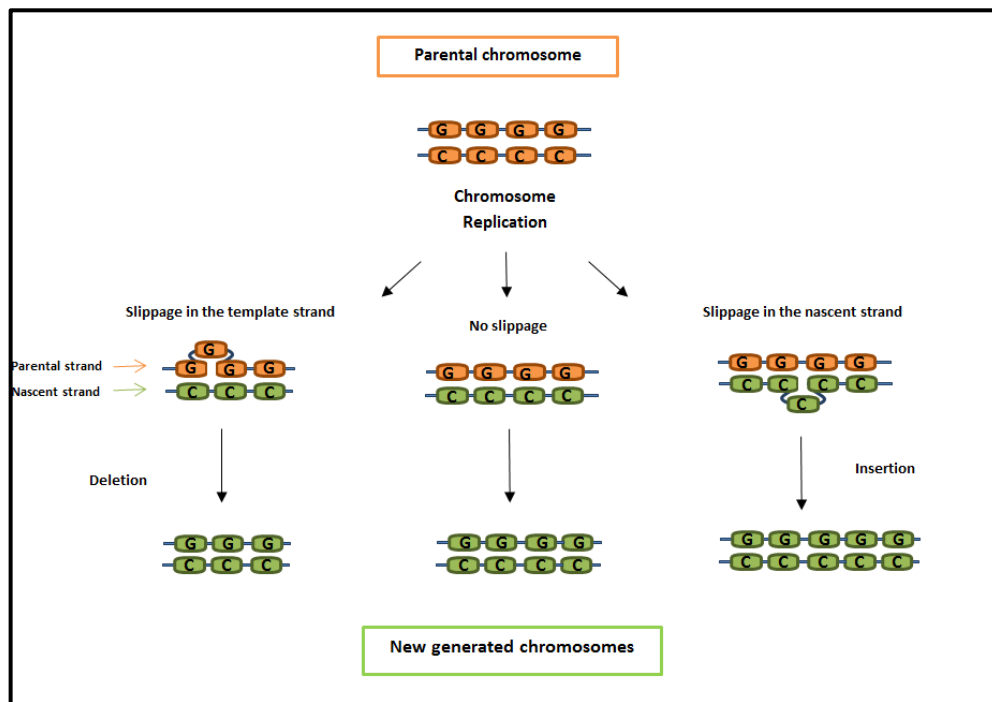 Parental chromosome
G G G G
C C C C
Chromosome
Replication
Slippage in the template strand
No slippage
Slippage in the nascent strand
G
Parental strand
G G G
Nascent strand
C C C
G G G G
C C C C
G G G G
C C C C
C
Deletion
Insertion
G G G
C C C
G G G G
C C C C
G G G G G
C C C C C
New generated chromosomes